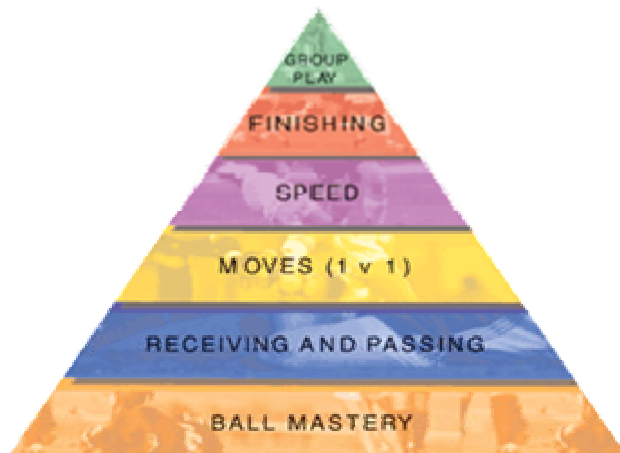 GROUP
PLAY
FINISHING
SPEED
MOVES (1 v 1)
RECEIVING AND PASSING
BALL MASTERY